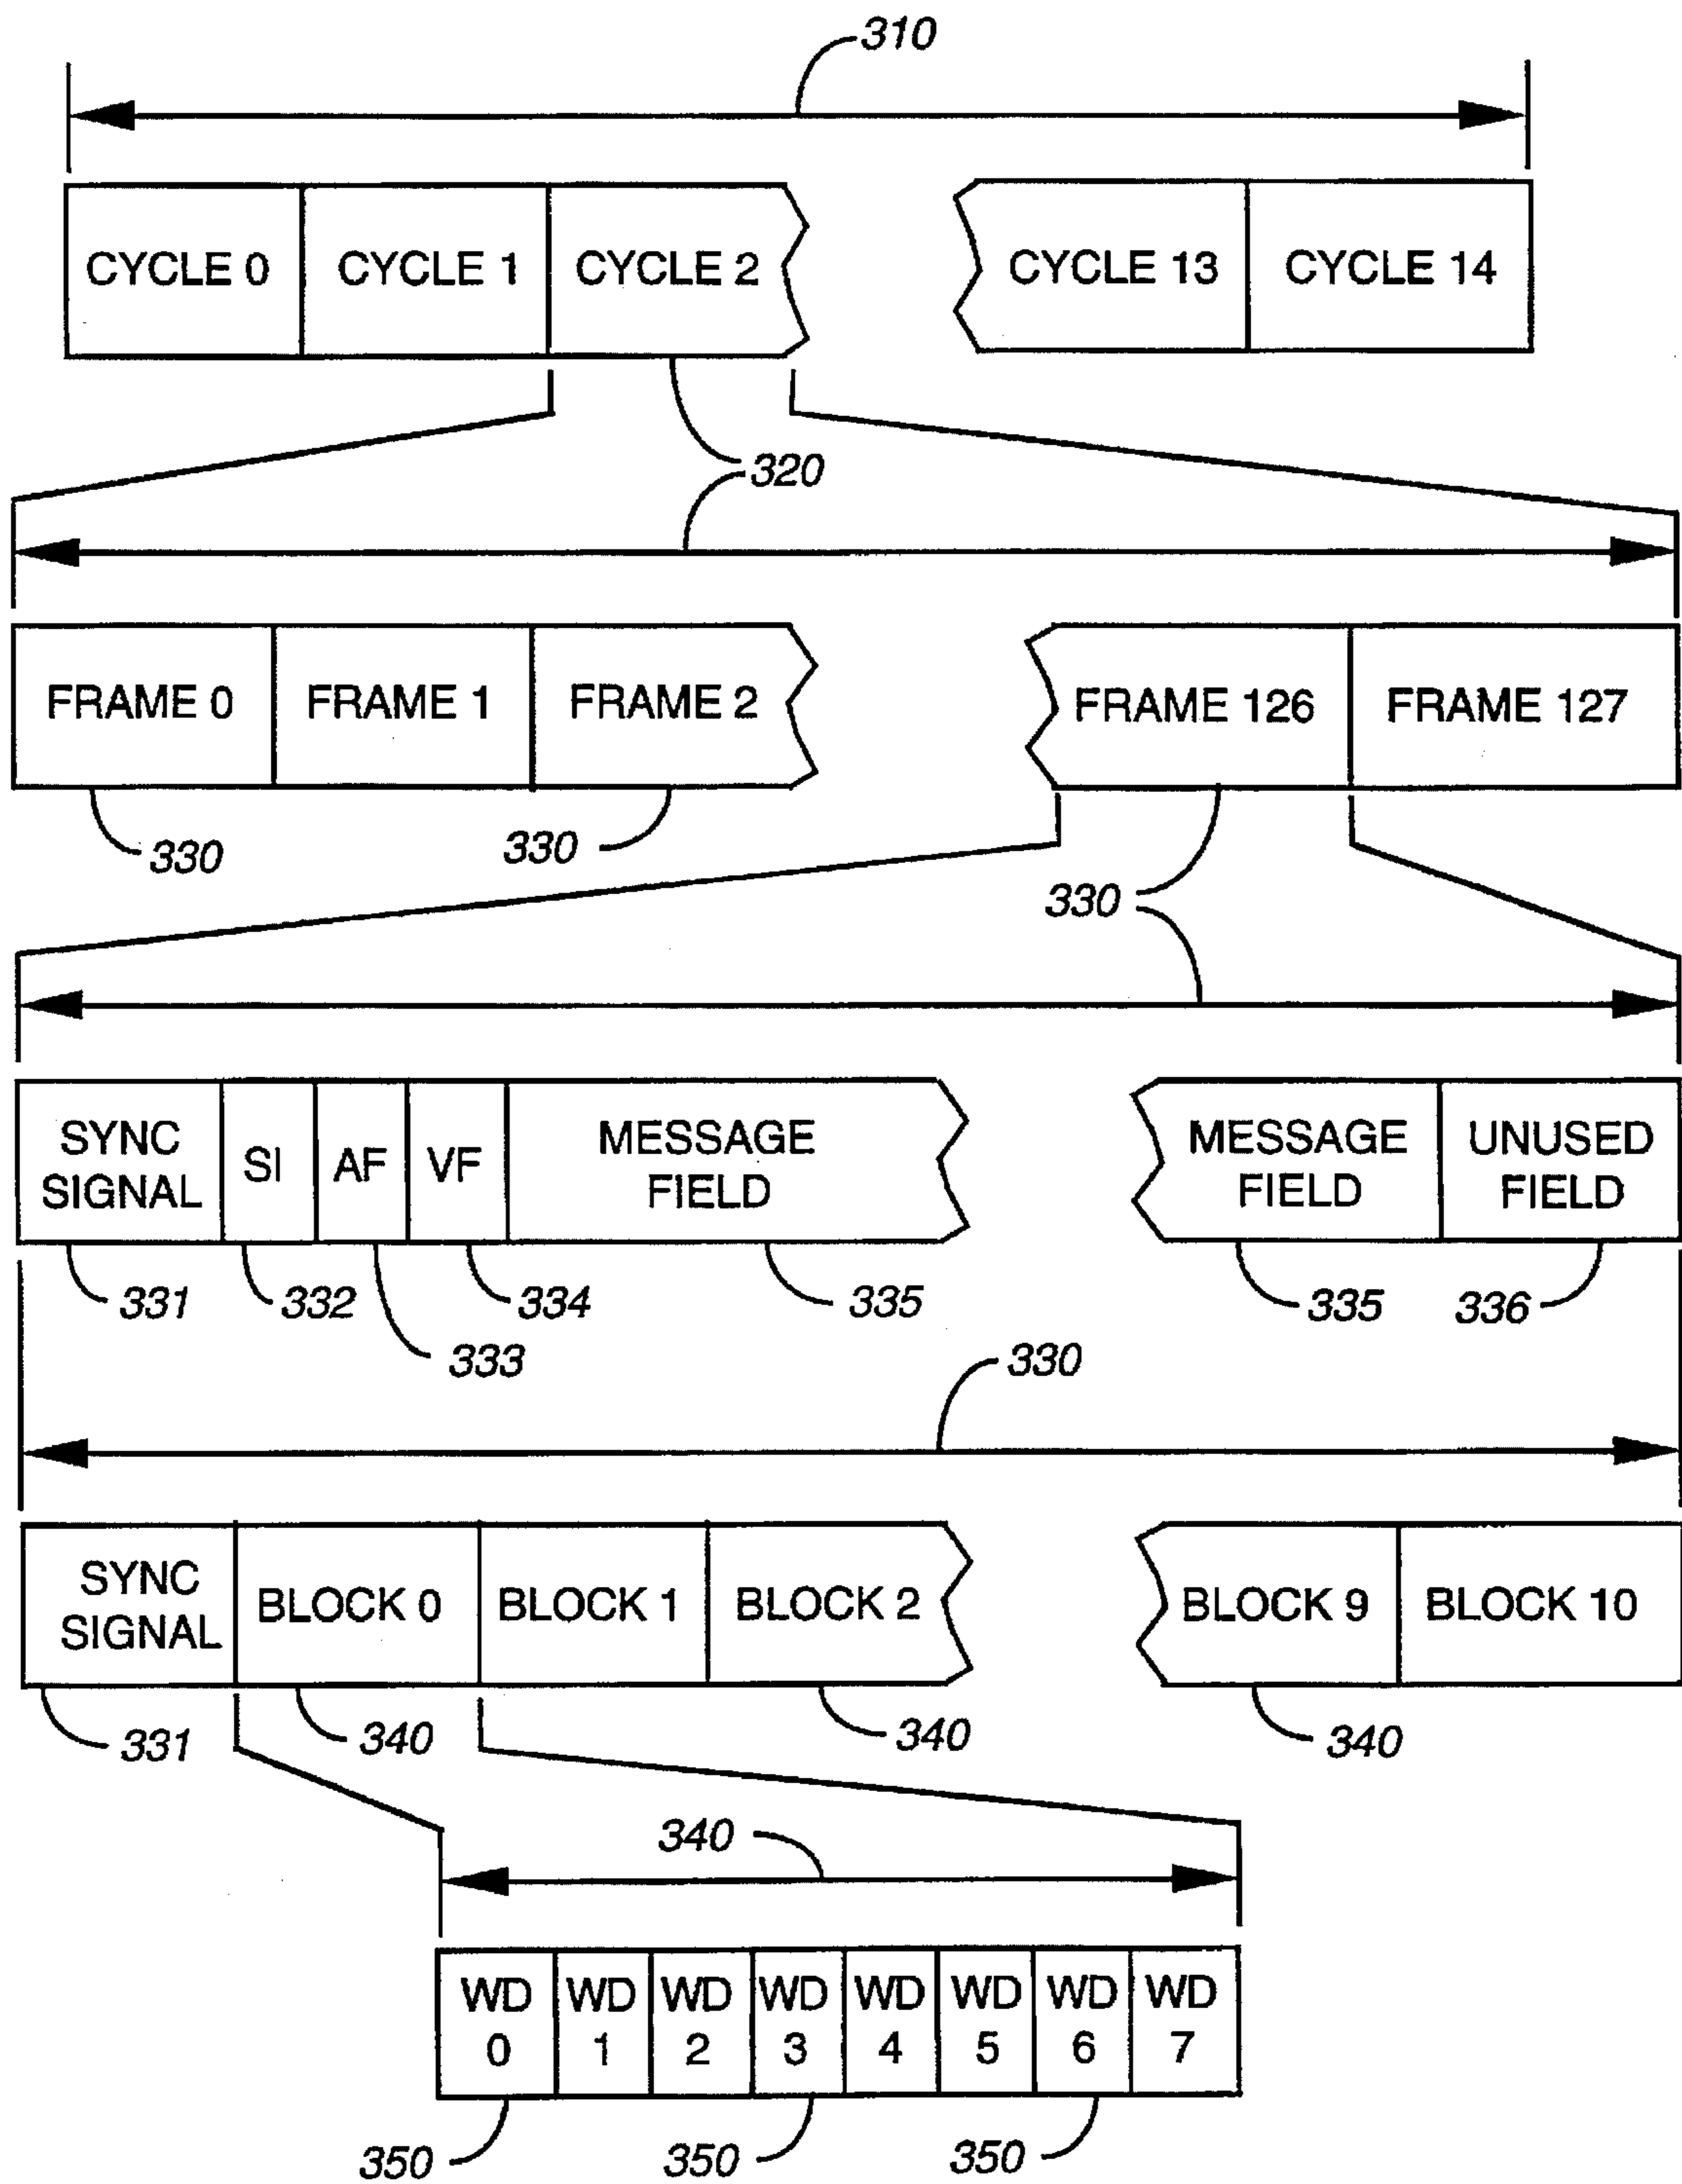 310
CYCLE 0 CYCLE 1 CYCLE 2 CYCLE 13 CYCLE 14
320
FRAME 0 FRAME 1 FRAME 2 FRAME 126 FRAME 127
330 330
330
SYNC SIGNAL SI AF VF MESSAGE FIELD MESSAGE FIELD UNUSED FIELD
331 332 334 335 335 336
333
330
SYNC SIGNAL BLOCK 0 BLOCK 1 BLOCK 2 BLOCK 9 BLOCK 10
331 340 340 340
340
WD 0 WD 1 WD 2 WD 3 WD 4 WD 5 WD 6 WD 7
350 350 350